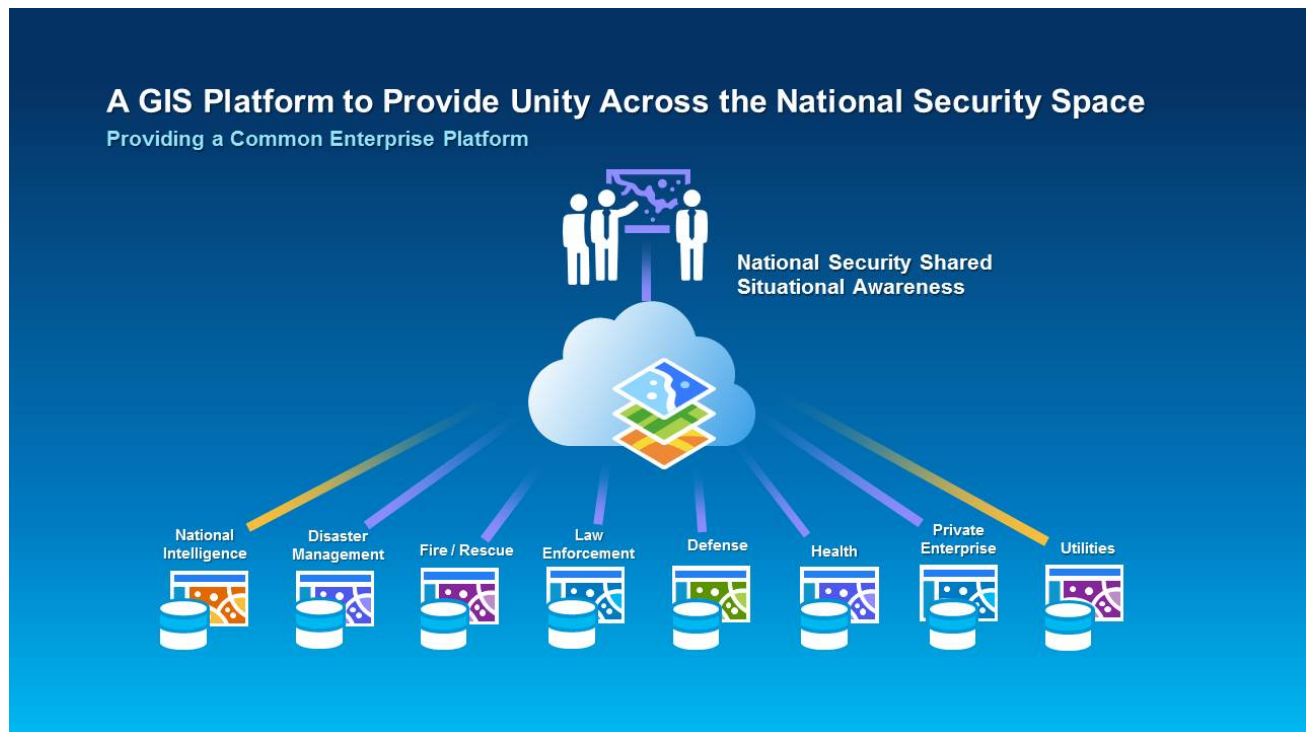 A GIS Platform to Provide Unity Across the National Security Space
Providing a Common Enterprise Platform
National Security Shared
Situational Awareness
National
Intelligence
Disaster
Management
Fire / Rescue
Law
Enforcement
Defense
Health
Private
Enterprise
Utilities